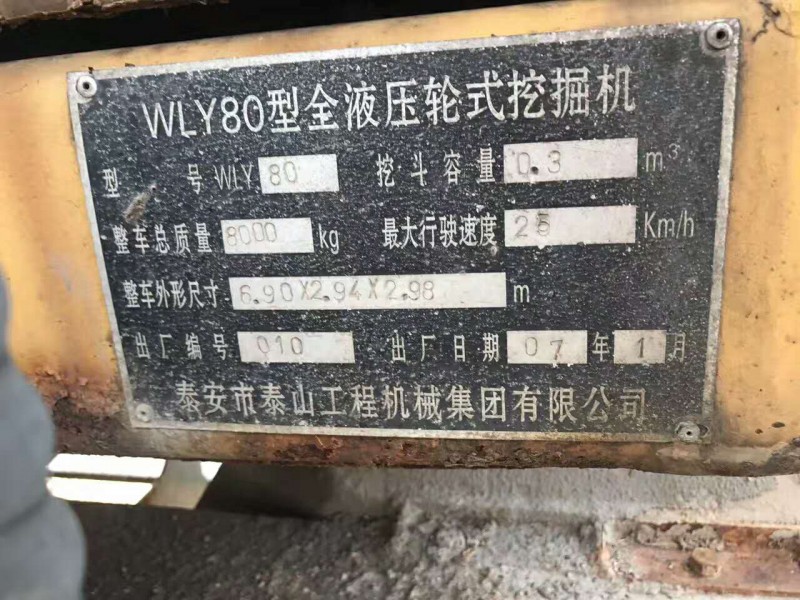 WLY80型全液压轮式挖掘机
型 号 WLY 80 挖斗容量 0.3 m³
整车总质量 8000 kg 最大行驶速度 25 Km/h
整车外形尺寸 6.90X2.94X2.98 m
出厂编号 010 出厂日期 07 年 1 月
泰安市泰山工程机械集团有限公司